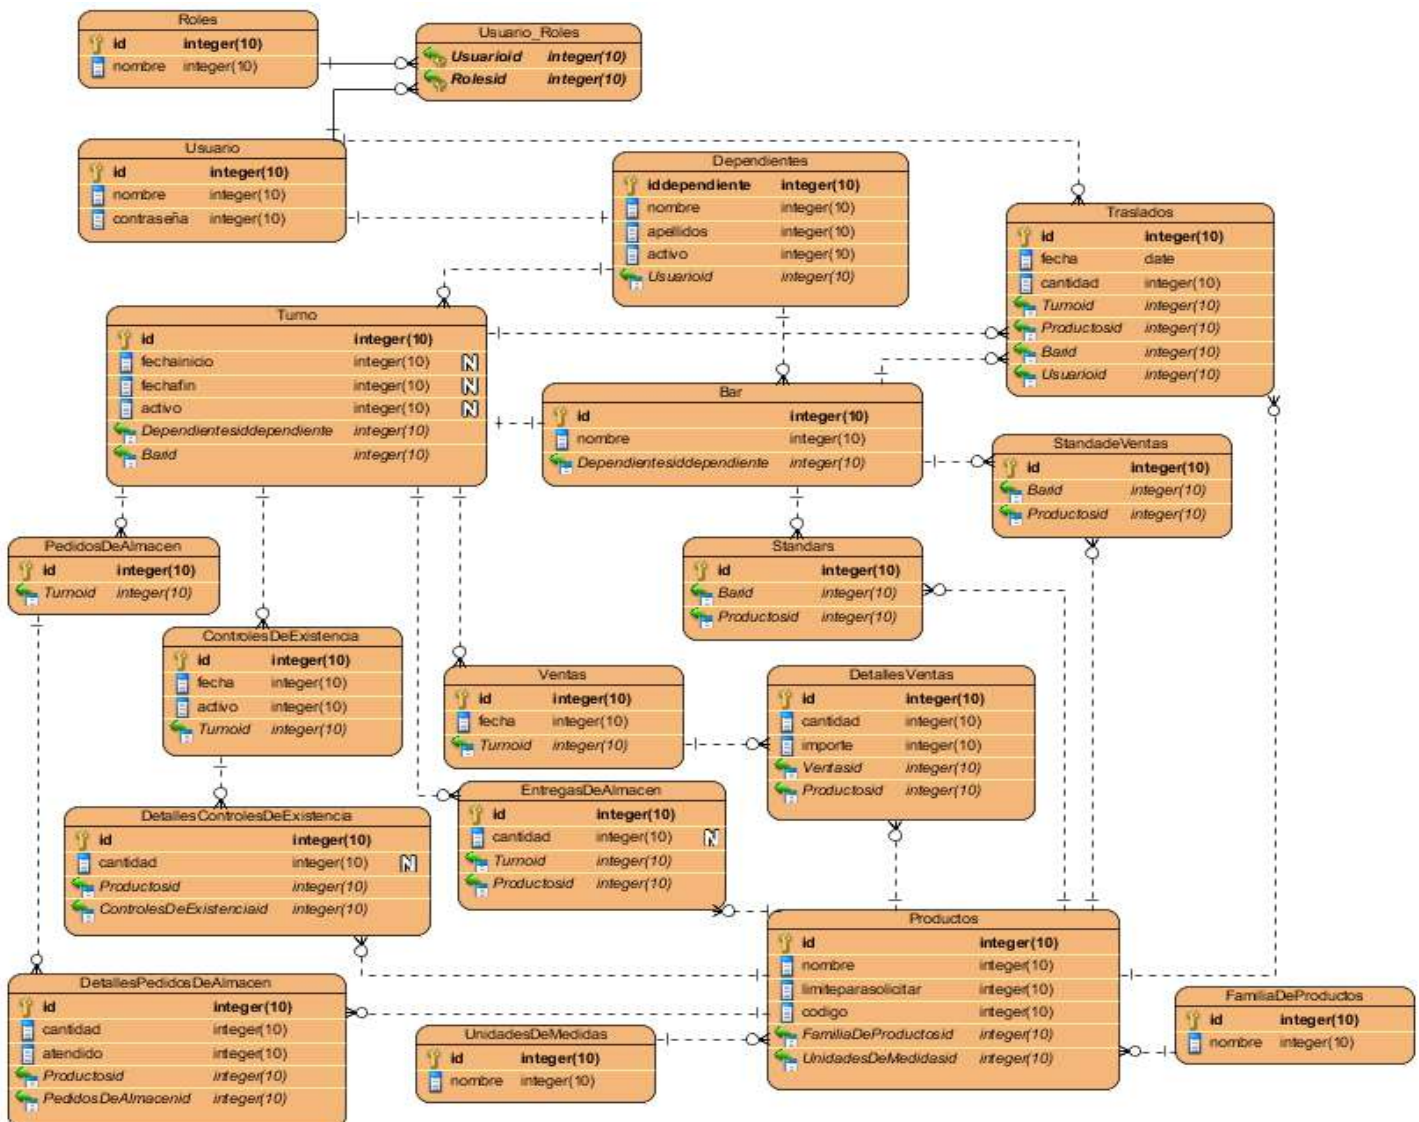 Roles
id integer(10)
nombre integer(10)
Usuario_Roles
Usuarioid integer(10)
Rolesid integer(10)
Usuario
id integer(10)
nombre integer(10)
contraseña integer(10)
Dependientes
iddependiente integer(10)
nombre integer(10)
apellidos integer(10)
activo integer(10)
Usuarioid integer(10)
Traslados
id integer(10)
fecha date
cantidad integer(10)
Turnoid integer(10)
Productosid integer(10)
Barid integer(10)
Usuarioid integer(10)
Turno
id integer(10)
fechainicio integer(10) N
fechafin integer(10) N
activo integer(10) N
Dependientesiddependiente integer(10)
Barid integer(10)
Bar
id integer(10)
nombre integer(10)
Dependientesiddependiente integer(10)
StandadeVentas
id integer(10)
Barid integer(10)
Productosid integer(10)
PedidosDeAlmacen
id integer(10)
Turnoid integer(10)
Standars
id integer(10)
Barid integer(10)
Productosid integer(10)
ControlesDeExistencia
id integer(10)
fecha integer(10)
activo integer(10)
Turnoid integer(10)
Ventas
id integer(10)
fecha integer(10)
Turnoid integer(10)
DetallesVentas
id integer(10)
cantidad integer(10)
importe integer(10)
Ventasid integer(10)
Productosid integer(10)
EntregasDeAlmacen
id integer(10)
cantidad integer(10) N
Turnoid integer(10)
Productosid integer(10)
DetallesControlesDeExistencia
id integer(10)
cantidad integer(10) N
Productosid integer(10)
ControlesDeExistenciaid integer(10)
Productos
id integer(10)
nombre integer(10)
limiteparasolicitar integer(10)
codigo integer(10)
FamiliaDeProductosid integer(10)
UnidadesDeMedidasid integer(10)
DetallesPedidosDeAlmacen
id integer(10)
cantidad integer(10)
atendido integer(10)
Productosid integer(10)
PedidosDeAlmacenid integer(10)
UnidadesDeMedidas
id integer(10)
nombre integer(10)
FamiliaDeProductos
id integer(10)
nombre integer(10)